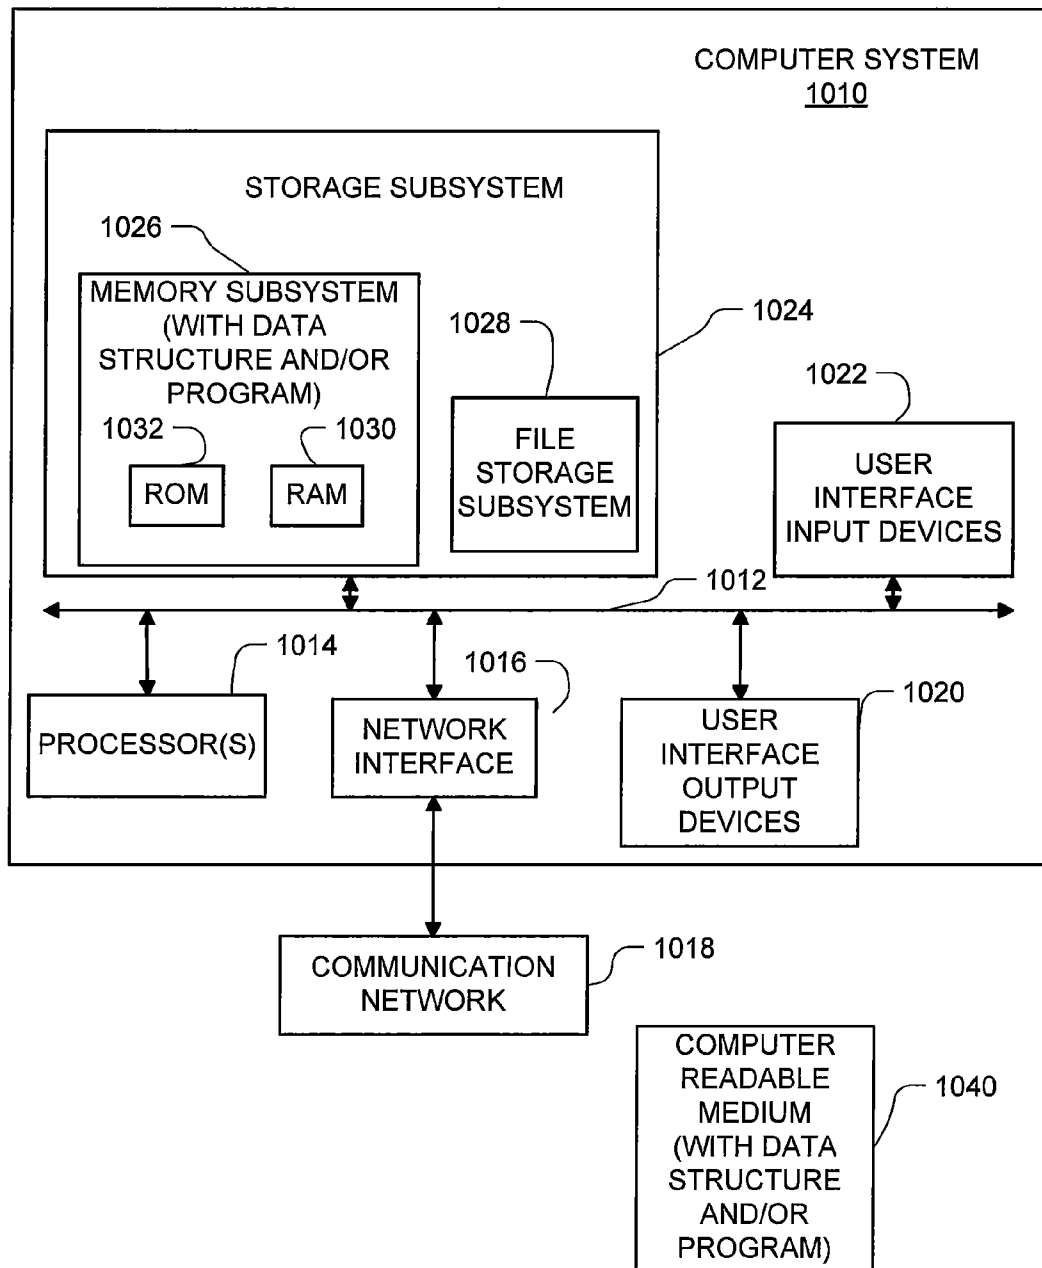 COMPUTER SYSTEM
1010
STORAGE SUBSYSTEM
1026
MEMORY SUBSYSTEM
(WITH DATA
STRUCTURE AND/OR
PROGRAM)
1032
1030
ROM
RAM
1028
FILE
STORAGE
SUBSYSTEM
1024
1022
USER
INTERFACE
INPUT DEVICES
1012
1014
PROCESSOR(S)
1016
NETWORK
INTERFACE
1020
USER
INTERFACE
OUTPUT
DEVICES
1018
COMMUNICATION
NETWORK
1040
COMPUTER
READABLE
MEDIUM
(WITH DATA
STRUCTURE
AND/OR
PROGRAM)